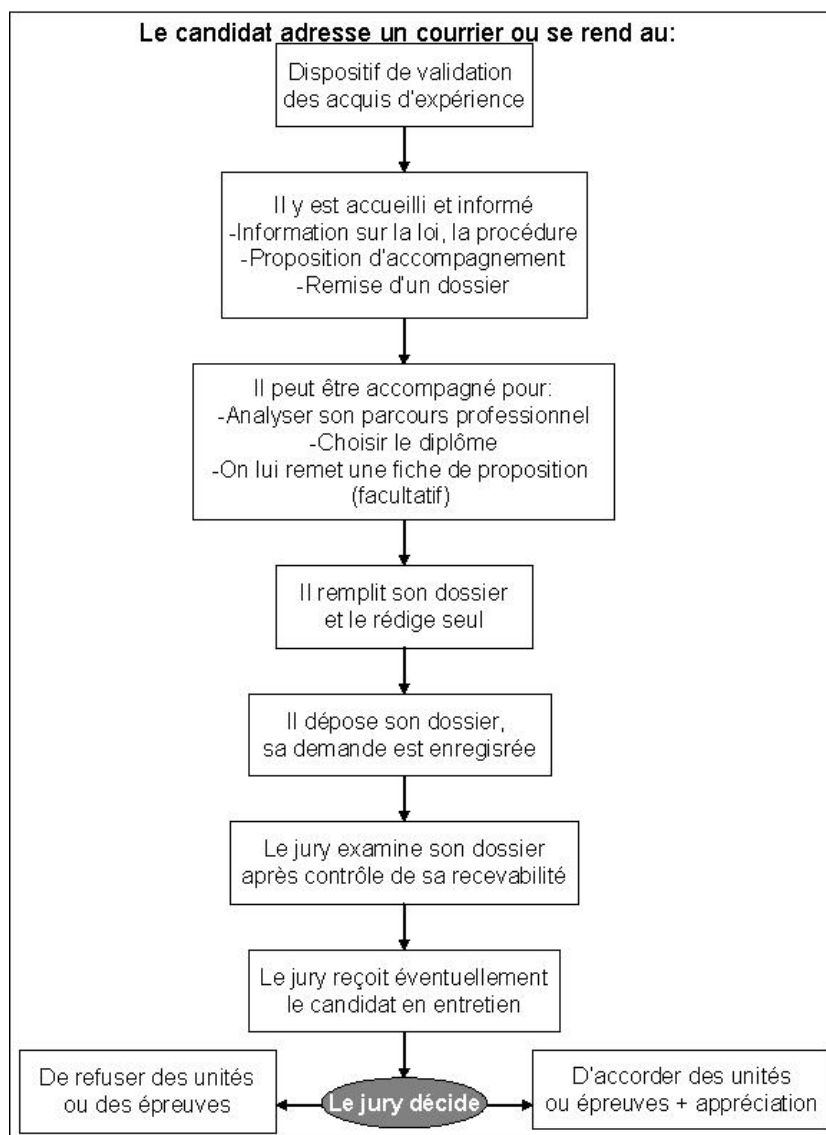 Le candidat adresse un courrier ou se rend au:
Dispositif de validation
des acquis d'expérience
Il y est accueilli et informé
-Information sur la loi, la procédure
-Proposition d'accompagnement
-Remise d'un dossier
Il peut être accompagné pour:
-Analyser son parcours professionnel
-Choisir le diplôme
-On lui remet une fiche de proposition
(facultatif)
Il remplit son dossier
et le rédige seul
Il dépose son dossier,
sa demande est enregisrée
Le jury examine son dossier
après contrôle de sa recevabilité
Le jury reçoit éventuellement
le candidat en entretien
De refuser des unités
ou des épreuves
Le jury décide
D'accorder des unités
ou épreuves + appréciation